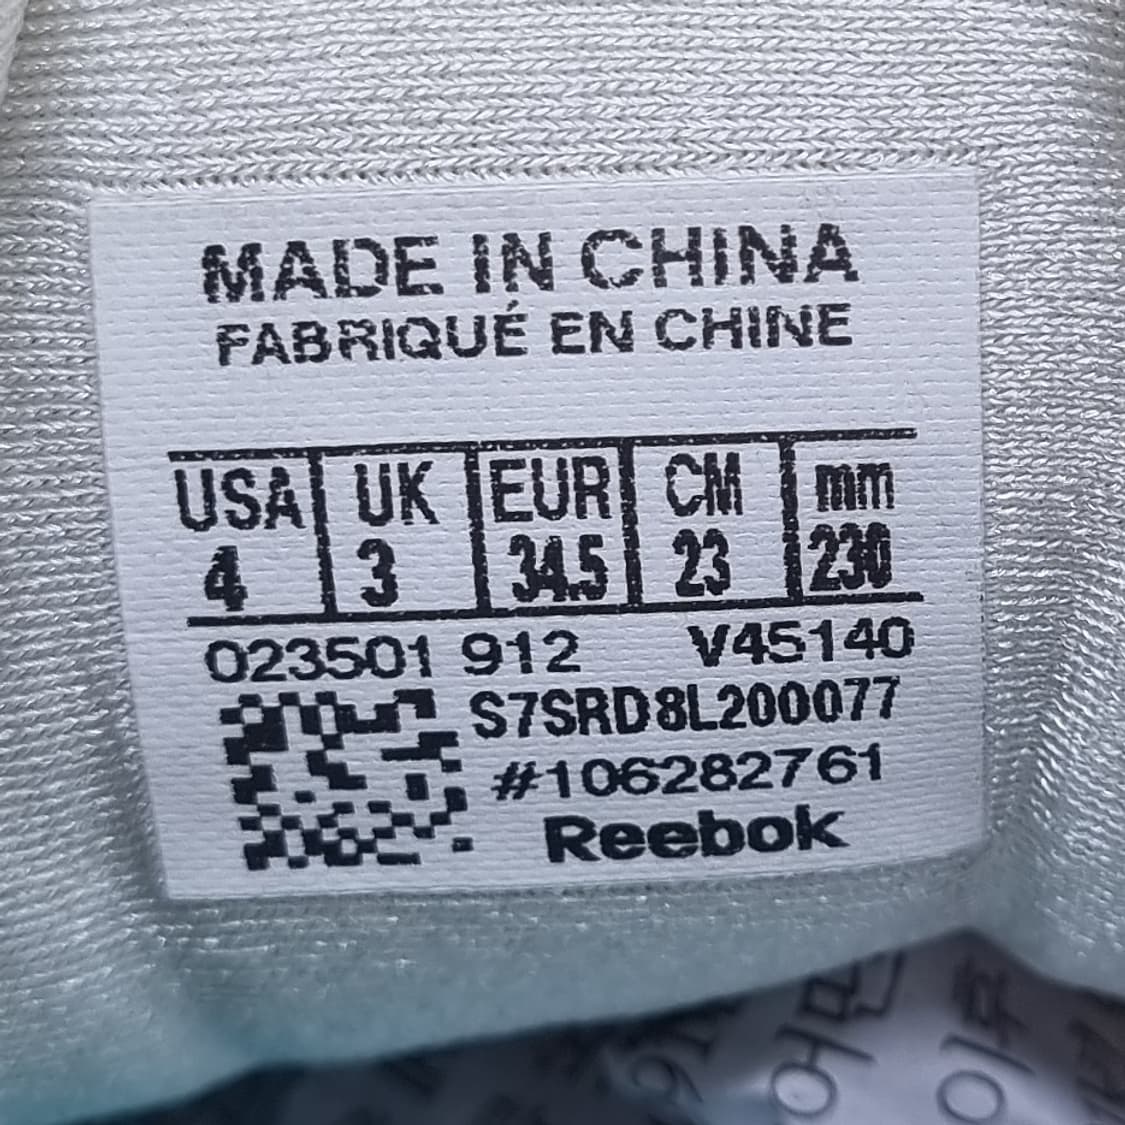 MADE IN CHINA
FABRIQUÉ EN CHINE
USA UK EUR CM mm
4 3 34.5 23 230
023501 912 V45140
S7SRD8L200077
#106282761
Reebok